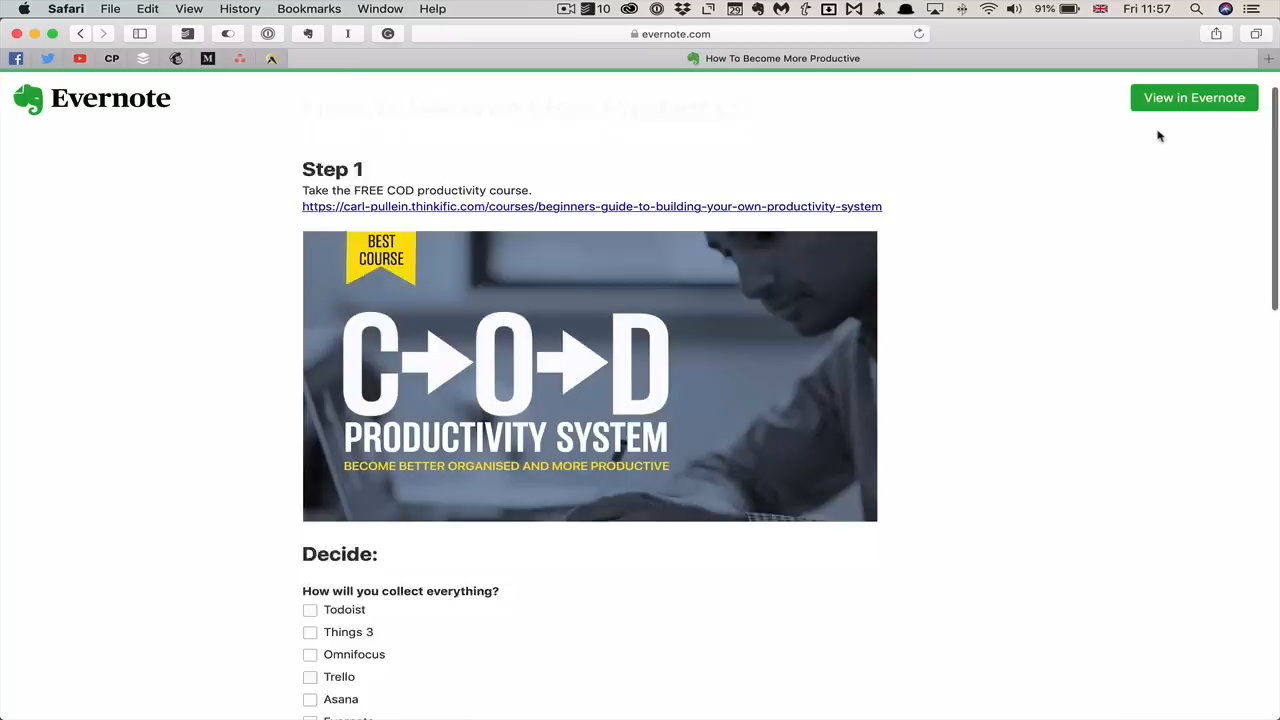 Safari File Edit View History Bookmarks Window Help 10 25 91% Fri 11:57
evernote.com
CP M How To Become More Productive
Evernote
View in Evernote
Step 1
Take the FREE COD productivity course.
https://carl-pullein.thinkific.com/courses/beginners-guide-to-building-your-own-productivity-system
BEST
COURSE
C→O→D
PRODUCTIVITY SYSTEM
BECOME BETTER ORGANISED AND MORE PRODUCTIVE
Decide:
How will you collect everything?
Todoist
Things 3
Omnifocus
Trello
Asana